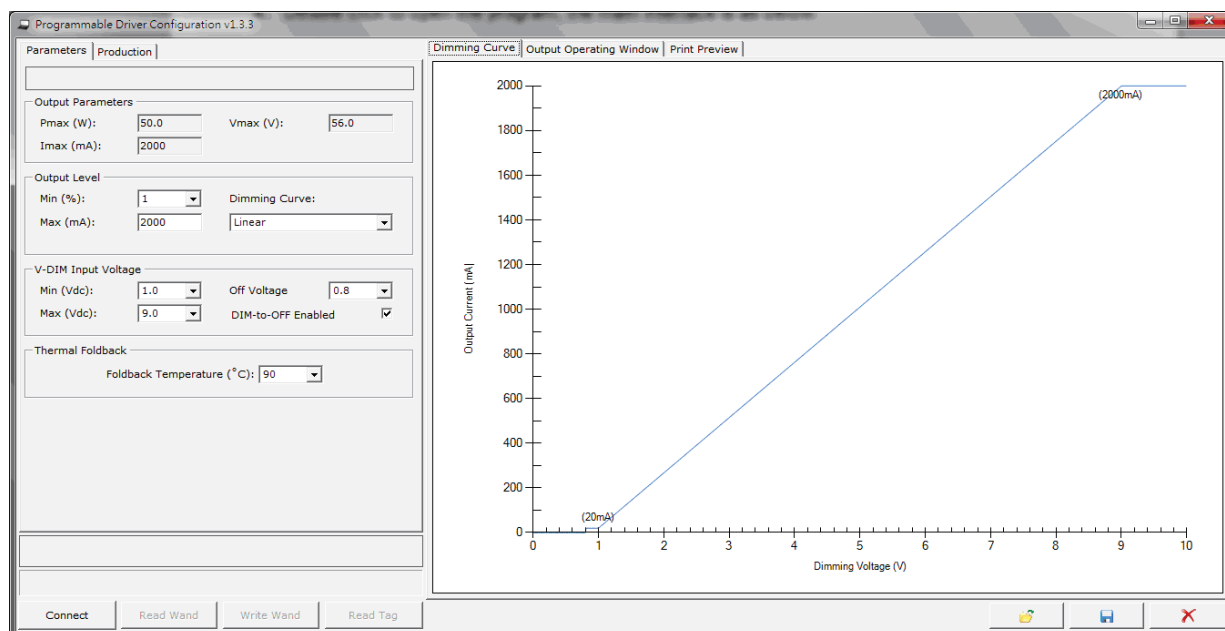 Programmable Driver Configuration v1.3.3
Parameters
Production
Output Parameters
Pmax (W):
50.0
Vmax (V):
56.0
Imax (mA):
2000
Output Level
Min (%):
1
Dimming Curve:
Max (mA):
2000
Linear
V-DIM Input Voltage
Min (Vdc):
1.0
Off Voltage
0.8
Max (Vdc):
9.0
DIM-to-OFF Enabled
Thermal Foldback
Foldback Temperature (°C):
90
Connect
Read Wand
Write Wand
Read Tag
Dimming Curve
Output Operating Window
Print Preview
2000
1800
1600
1400
1200
1000
800
600
400
200
0
Output Current [mA]
(2000mA)
(20mA)
0 1 2 3 4 5 6 7 8 9 10
Dimming Voltage (V)